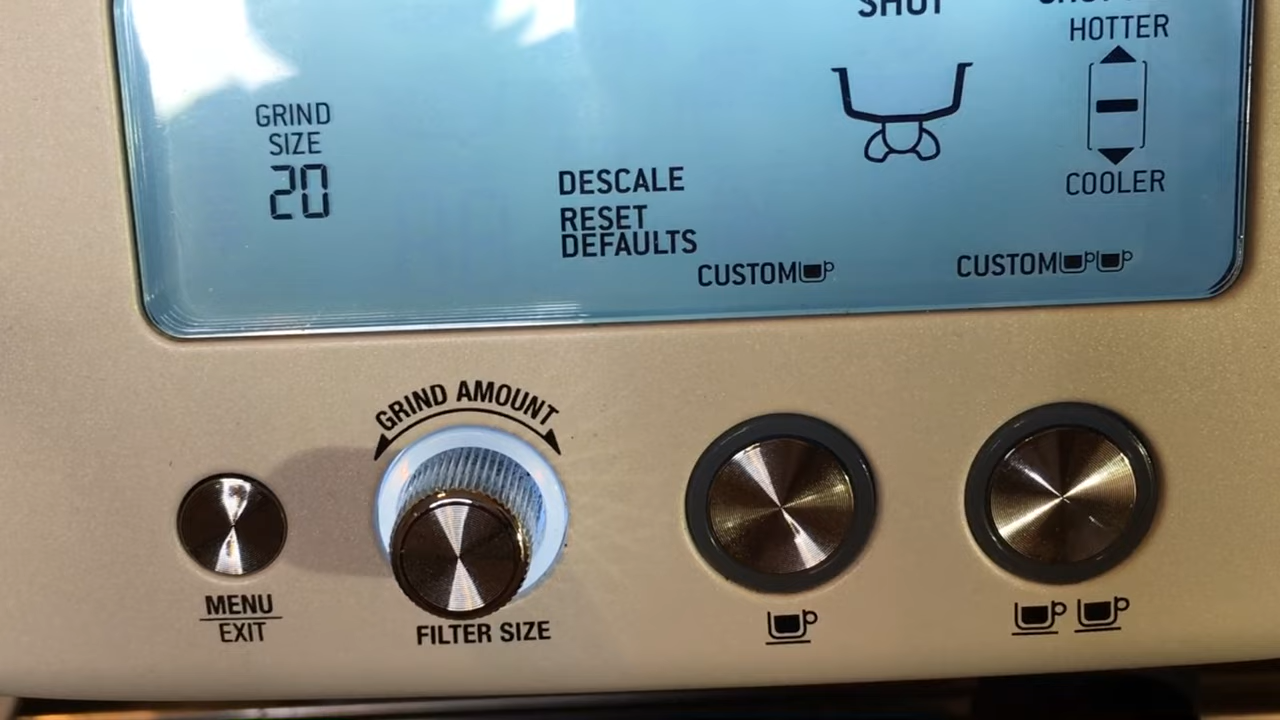 SHOT
HOTTER
GRIND
SIZE
20
DESCALE
RESET
DEFAULTS
COOLER
CUSTOM
CUSTOM
GRIND AMOUNT
MENU
EXIT
FILTER SIZE